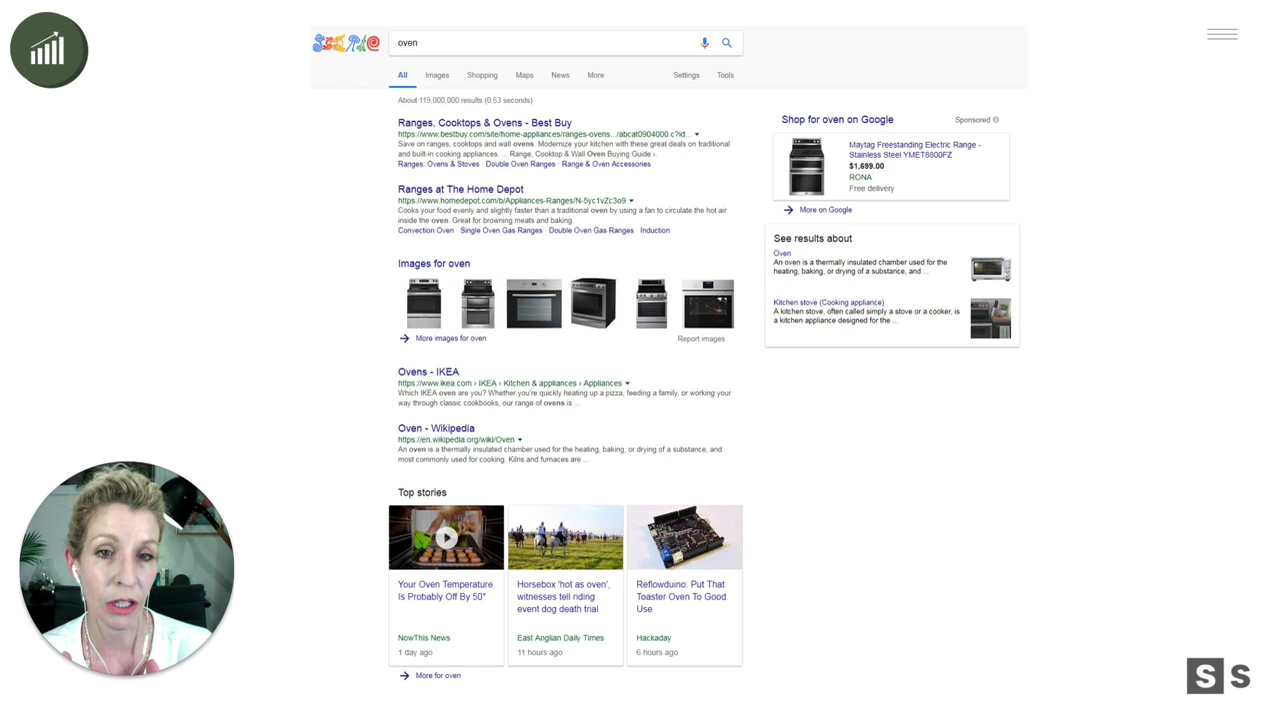 oven
All Images Shopping Maps News More Settings Tools
About 119,000,000 results (0.53 seconds)
Ranges, Cooktops & Ovens - Best Buy
https://www.bestbuy.com/site/home-appliances/ranges-ovens.../abcat0904000.c?id...
Save on ranges, cooktops and wall ovens. Modernize your kitchen with these great deals on traditional
and built-in cooking appliances. ... Range, Cooktop & Wall Oven Buying Guide ›.
Ranges: Ovens & Stoves · Double Oven Ranges · Range & Oven Accessories
Ranges at The Home Depot
https://www.homedepot.com/b/Appliances-Ranges/N-5yc1vZc3o9
Cooks your food evenly and slightly faster than a traditional oven by using a fan to circulate the hot air
inside the oven. Great for browning meats and baking.
Convection Oven · Single Oven Gas Ranges · Double Oven Gas Ranges · Induction
Images for oven
More images for oven
Report images
Ovens - IKEA
https://www.ikea.com › IKEA › Kitchen & appliances › Appliances
Which IKEA oven are you? Whether you're quickly heating up a pizza, feeding a family, or working your
way through classic cookbooks, our range of ovens is ...
Oven - Wikipedia
https://en.wikipedia.org/wiki/Oven
An oven is a thermally insulated chamber used for the heating, baking, or drying of a substance, and
most commonly used for cooking. Kilns and furnaces are ...
Top stories
Your Oven Temperature
Is Probably Off By 50°
NowThis News
1 day ago
Horsebox 'hot as oven',
witnesses tell riding
event dog death trial
East Anglian Daily Times
11 hours ago
Reflowduino: Put That
Toaster Oven To Good
Use
Hackaday
6 hours ago
More for oven
Shop for oven on Google
Sponsored
Maytag Freestanding Electric Range -
Stainless Steel YMET8800FZ
$1,699.00
RONA
Free delivery
More on Google
See results about
Oven
An oven is a thermally insulated chamber used for the
heating, baking, or drying of a substance, and ...
Kitchen stove (Cooking appliance)
A kitchen stove, often called simply a stove or a cooker, is
a kitchen appliance designed for the ...
S S